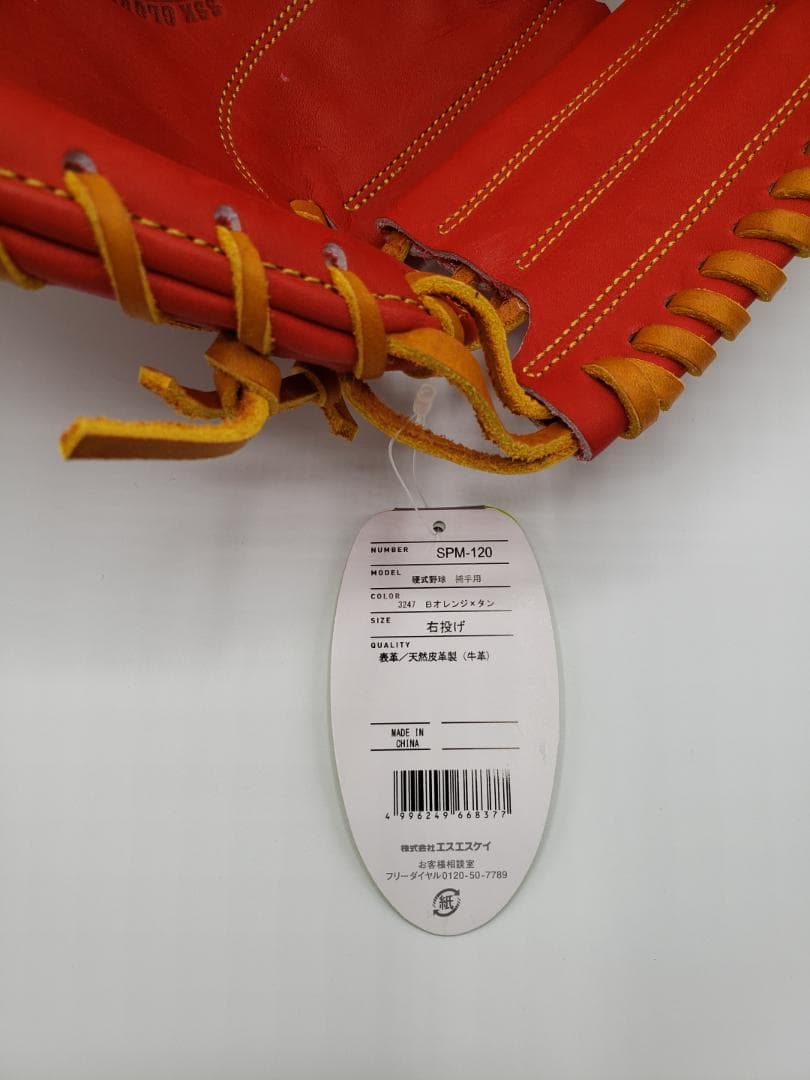 SSK GLOV
NUMBER SPM-120
MODEL 硬式野球 捕手用
COLOR 3247 Bオレンジ×タン
SIZE 右投げ
QUALITY
表革/天然皮革製(牛革)
MADE IN
CHINA
4996249668377
株式会社エスエスケイ
お客様相談室
フリーダイヤル0120-50-7789
紙